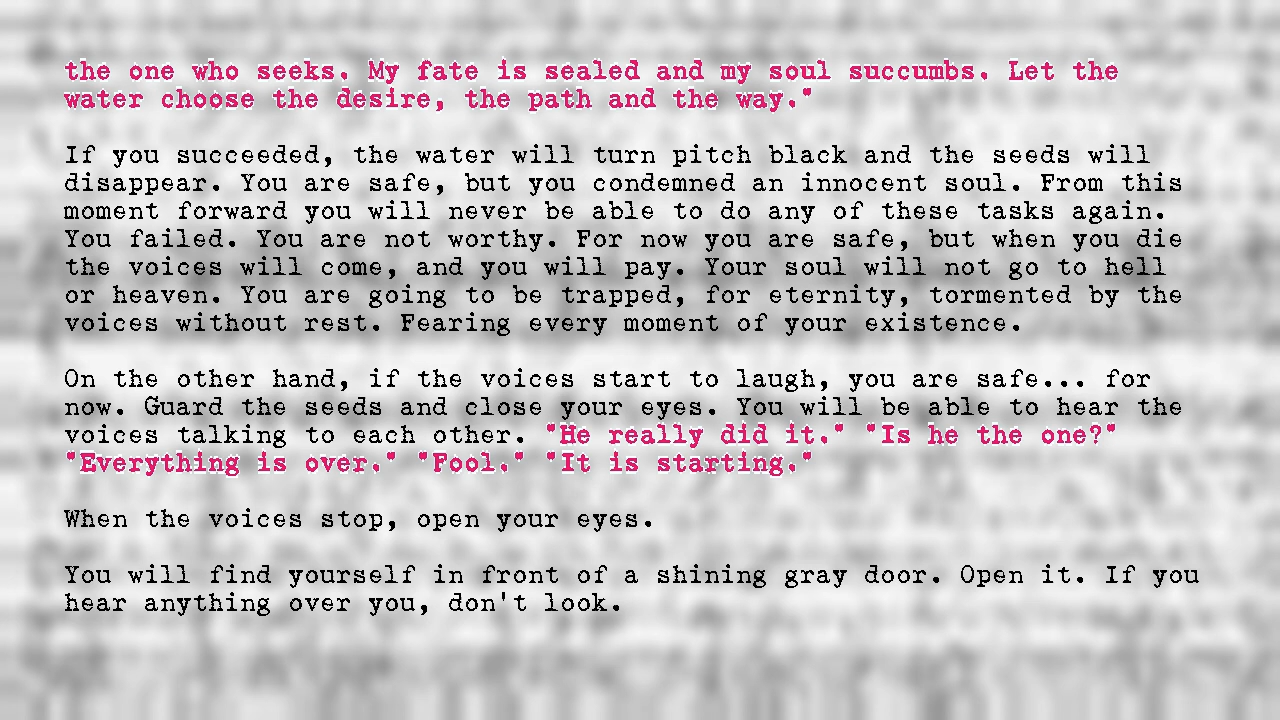 the one who seeks. My fate is sealed and my soul succumbs. Let the
water choose the desire, the path and the way."
If you succeeded, the water will turn pitch black and the seeds will
disappear. You are safe, but you condemned an innocent soul. From this
moment forward you will never be able to do any of these tasks again.
You failed. You are not worthy. For now you are safe, but when you die
the voices will come, and you will pay. Your soul will not go to hell
or heaven. You are going to be trapped, for eternity, tormented by the
voices without rest. Fearing every moment of your existence.
On the other hand, if the voices start to laugh, you are safe... for
now. Guard the seeds and close your eyes. You will be able to hear the
voices talking to each other. "He really did it." "Is he the one?"
"Everything is over." "Fool." "It is starting."
When the voices stop, open your eyes.
You will find yourself in front of a shining gray door. Open it. If you
hear anything over you, don't look.